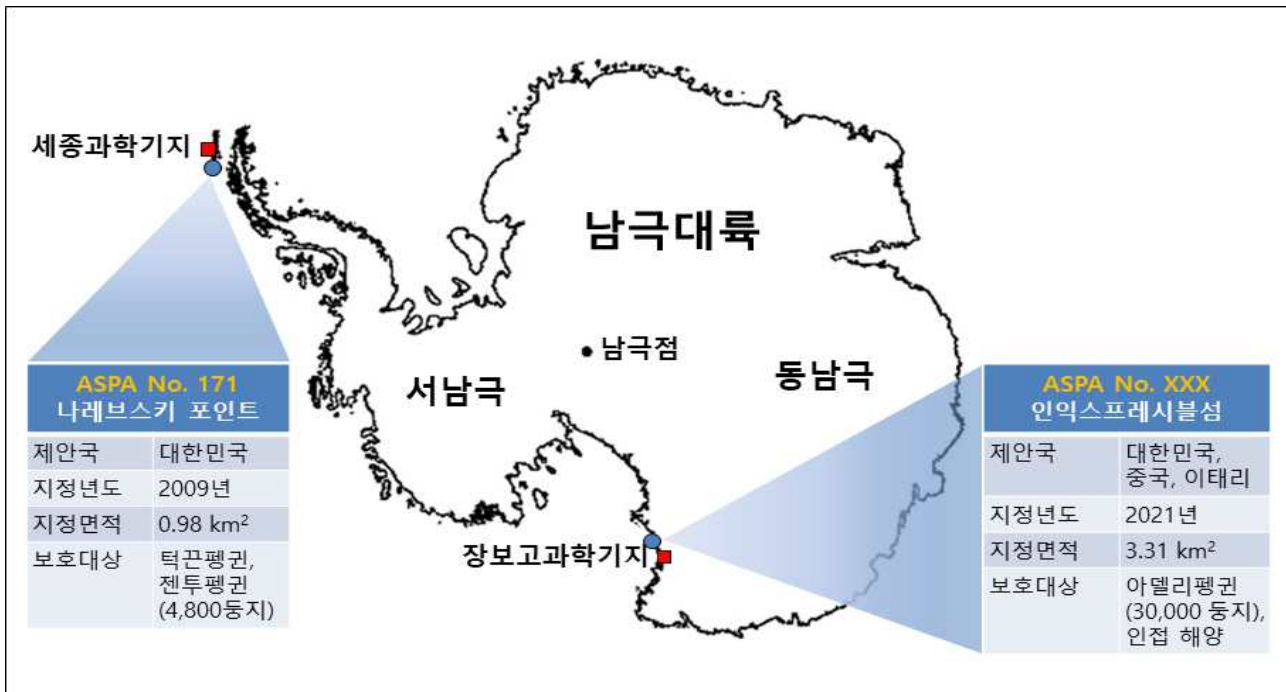 세종과학기지
남극대륙
남극점
서남극
동남극
장보고과학기지
ASPA No. 171
나레브스키 포인트
제안국 대한민국
지정년도 2009년
지정면적 0.98 km²
보호대상 턱끈펭귄,
젠투펭귄
(4,800둥지)
ASPA No. XXX
인익스프레시블섬
제안국 대한민국,
중국, 이태리
지정년도 2021년
지정면적 3.31 km²
보호대상 아델리펭귄
(30,000 둥지),
인접 해양